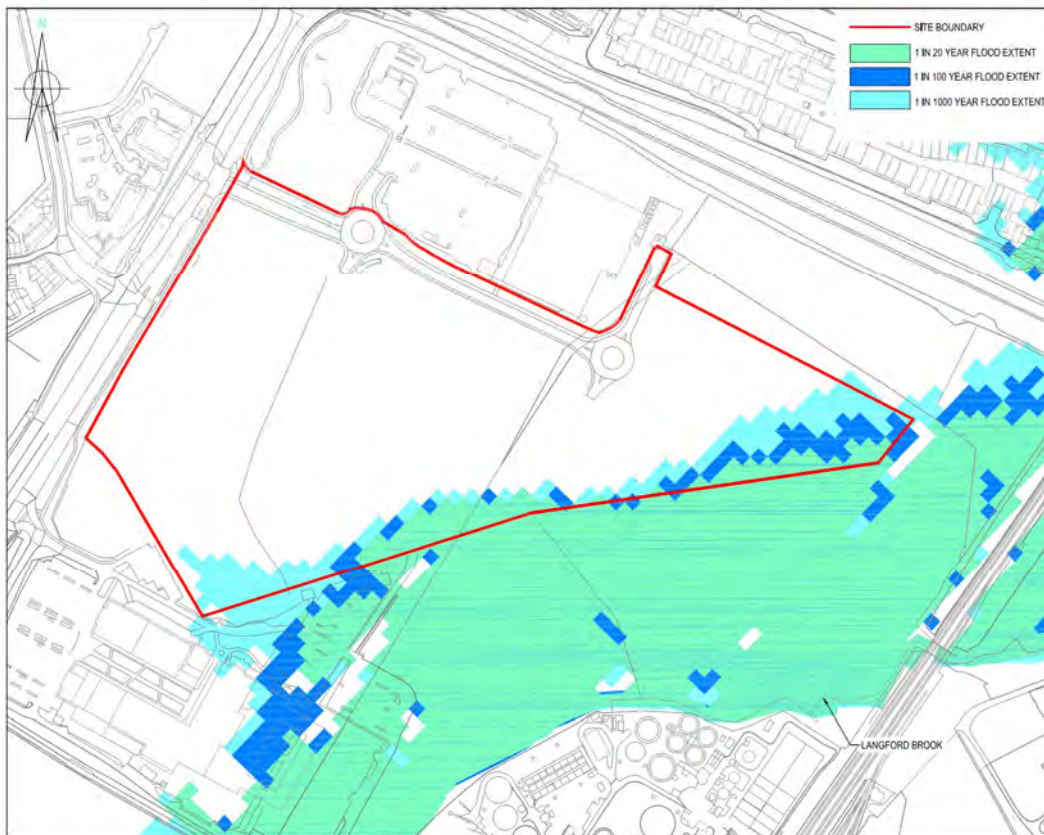 N
SITE BOUNDARY
1 IN 20 YEAR FLOOD EXTENT
1 IN 100 YEAR FLOOD EXTENT
1 IN 1000 YEAR FLOOD EXTENT
LANGFORD BROOK